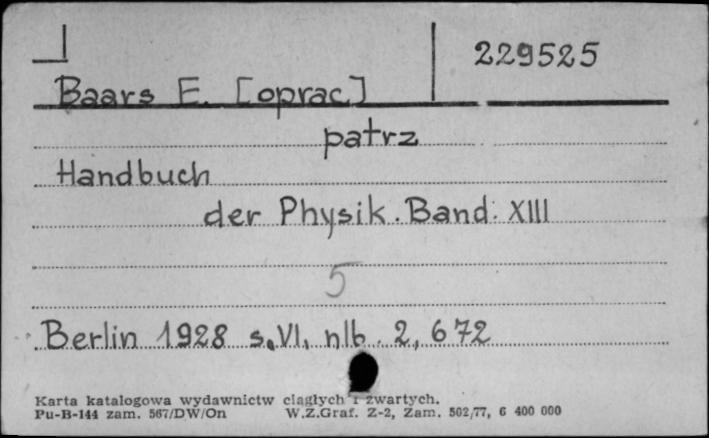 229525
Baars E. [oprac]
patrz
Handbuch
der Physik. Band. XIII
5
Berlin 1928 s. VI, nlb. 2, 672
Karta katalogowa wydawnictw ciągłych i zwartych.
Pu-B-144 zam. 567/DW/On W.Z.Graf. Z-2, Zam. 502/77, 6 400 000